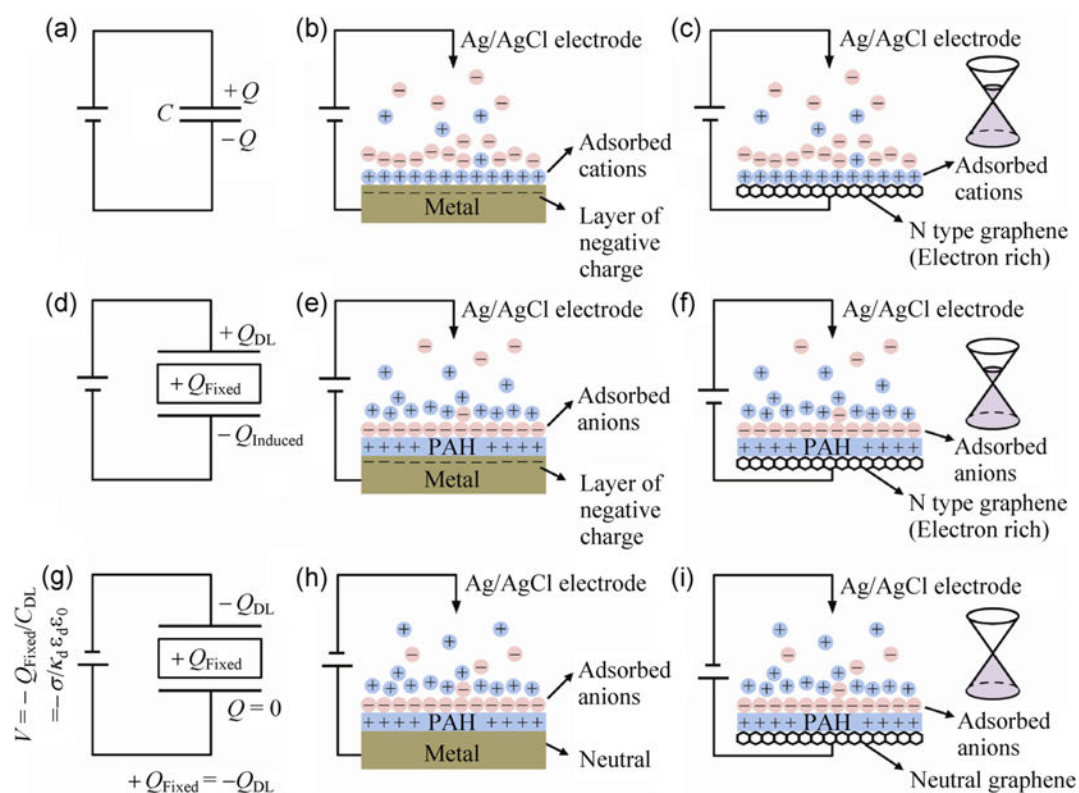 (a)
+Q
C
−Q
(b)
Ag/AgCl electrode
Adsorbed
cations
Metal
Layer of
negative
charge
(c)
Ag/AgCl electrode
Adsorbed
cations
N type graphene
(Electron rich)
(d)
+Q_DL
+Q_Fixed
−Q_Induced
(e)
Ag/AgCl electrode
Adsorbed
anions
++++ PAH ++++
Metal
Layer of
negative
charge
(f)
Ag/AgCl electrode
++++ PAH ++++
Adsorbed
anions
N type graphene
(Electron rich)
(g)
V = − Q_Fixed/C_DL
=−σ/κ_d ε_d ε_0
−Q_DL
+Q_Fixed
Q=0
+Q_Fixed=−Q_DL
(h)
Ag/AgCl electrode
Adsorbed
anions
++++ PAH ++++
Metal
Neutral
(i)
Ag/AgCl electrode
++++ PAH ++++
Adsorbed
anions
Neutral graphene